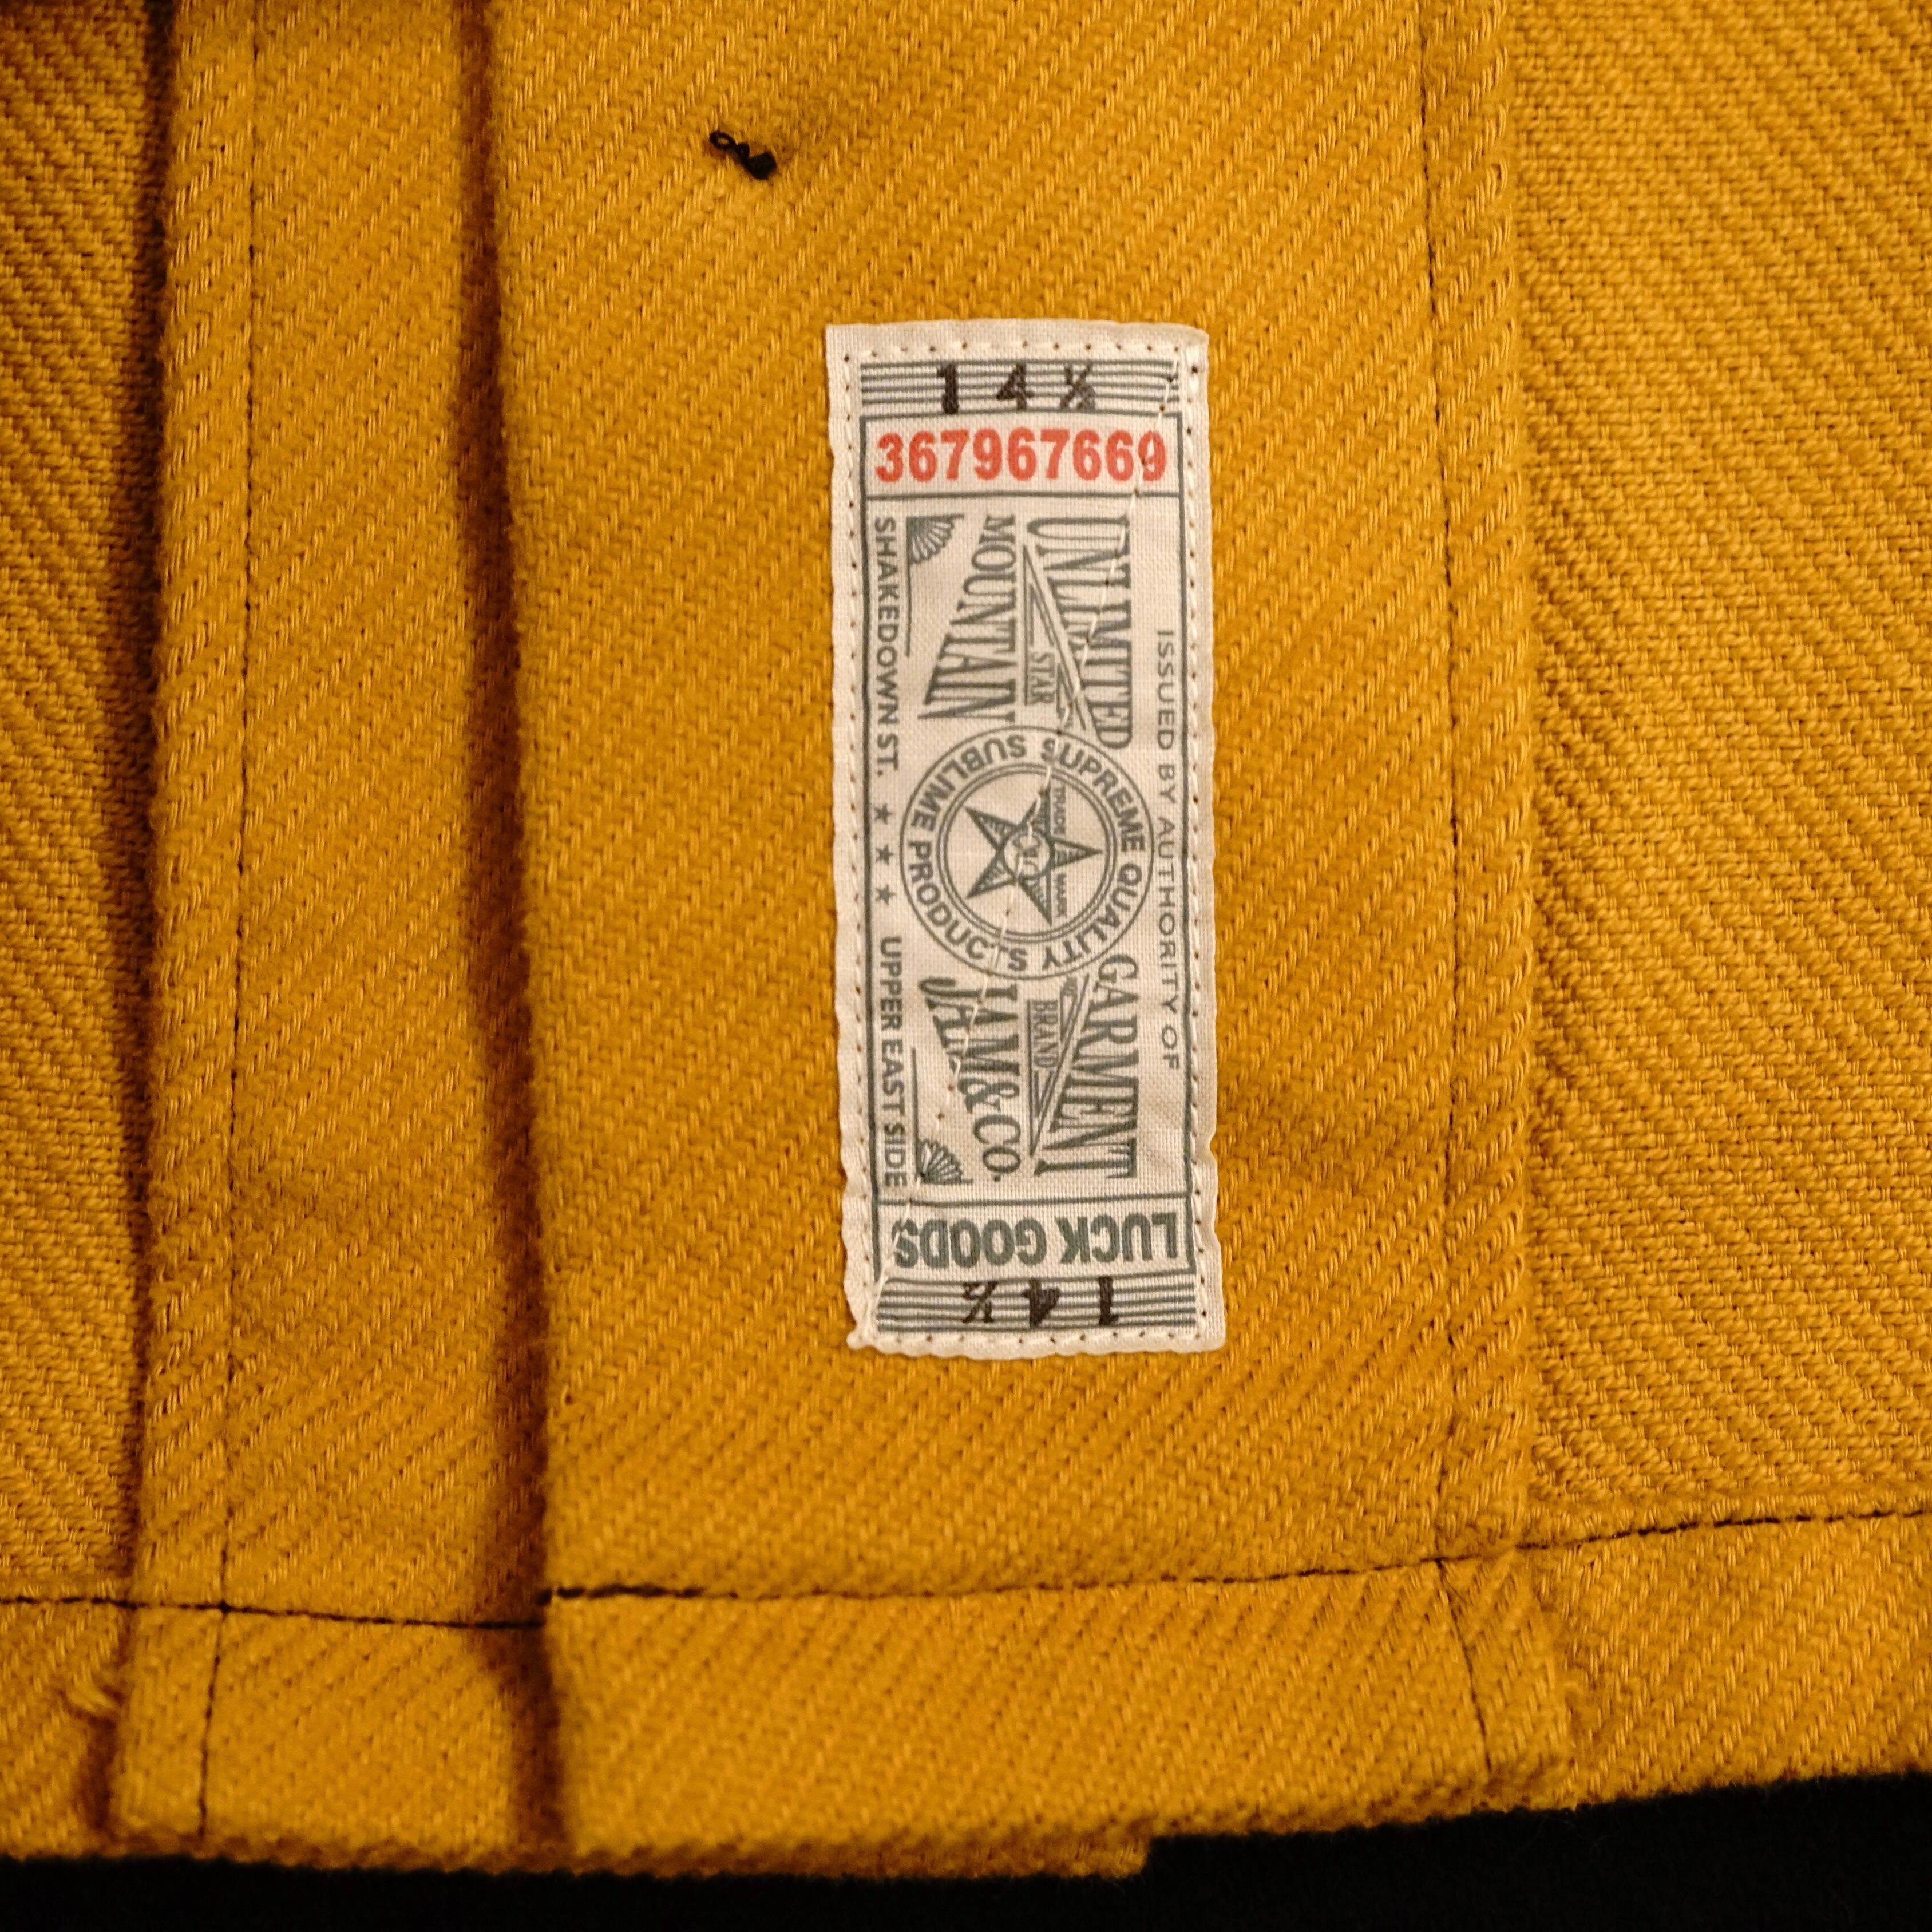 14½
367967669
ISSUED BY AUTHORITY OF
UNLIMITED GARMENT
STAR BRAND
MOUNTAIN JAM&CO.
SUPREME QUALITY
SUBLIME PRODUCTS
TRADE MARK
SHAKEDOWN ST. ★ ★ ★ UPPER EAST SIDE
LUCK GOODS
14½